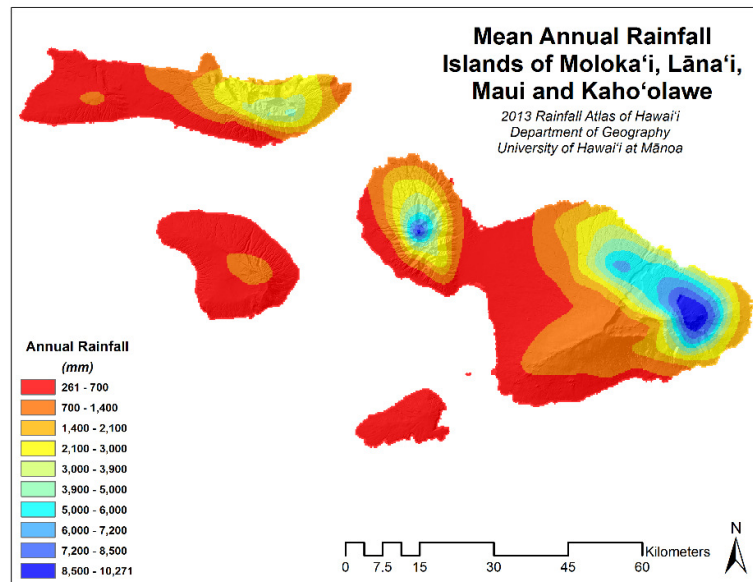 Mean Annual Rainfall
Islands of Molokaʻi, Lānaʻi,
Maui and Kahoʻolawe
2013 Rainfall Atlas of Hawaiʻi
Department of Geography
University of Hawaiʻi at Mānoa
Annual Rainfall
(mm)
261 - 700
700 - 1,400
1,400 - 2,100
2,100 - 3,000
3,000 - 3,900
3,900 - 5,000
5,000 - 6,000
6,000 - 7,200
7,200 - 8,500
8,500 - 10,271
Kilometers
0 7.5 15 30 45 60
N